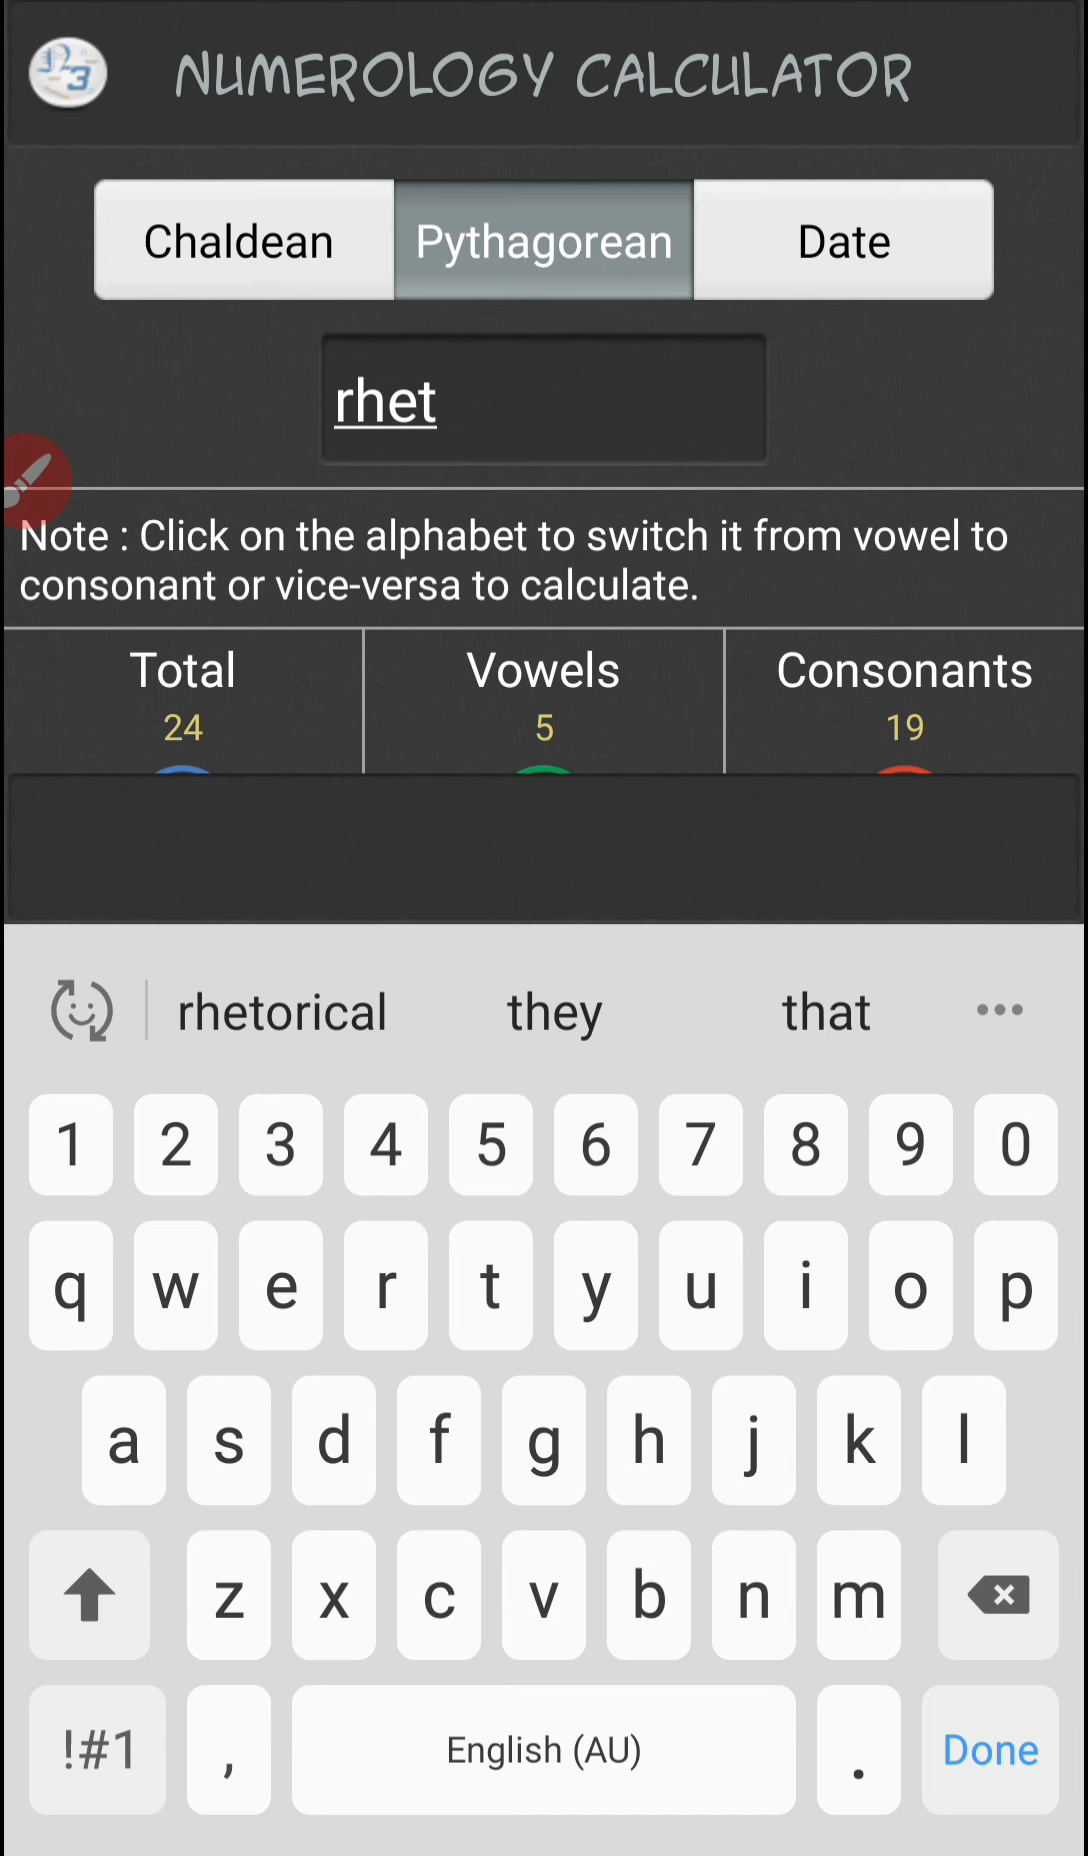 NUMEROLOGY CALCULATOR
Chaldean Pythagorean Date
rhet
Note : Click on the alphabet to switch it from vowel to
consonant or vice-versa to calculate.
Total Vowels Consonants
24 5 19
rhetorical they that
1 2 3 4 5 6 7 8 9 0
q w e r t y u i o p
a s d f g h j k l
z x c v b n m
!#1 , English (AU) . Done